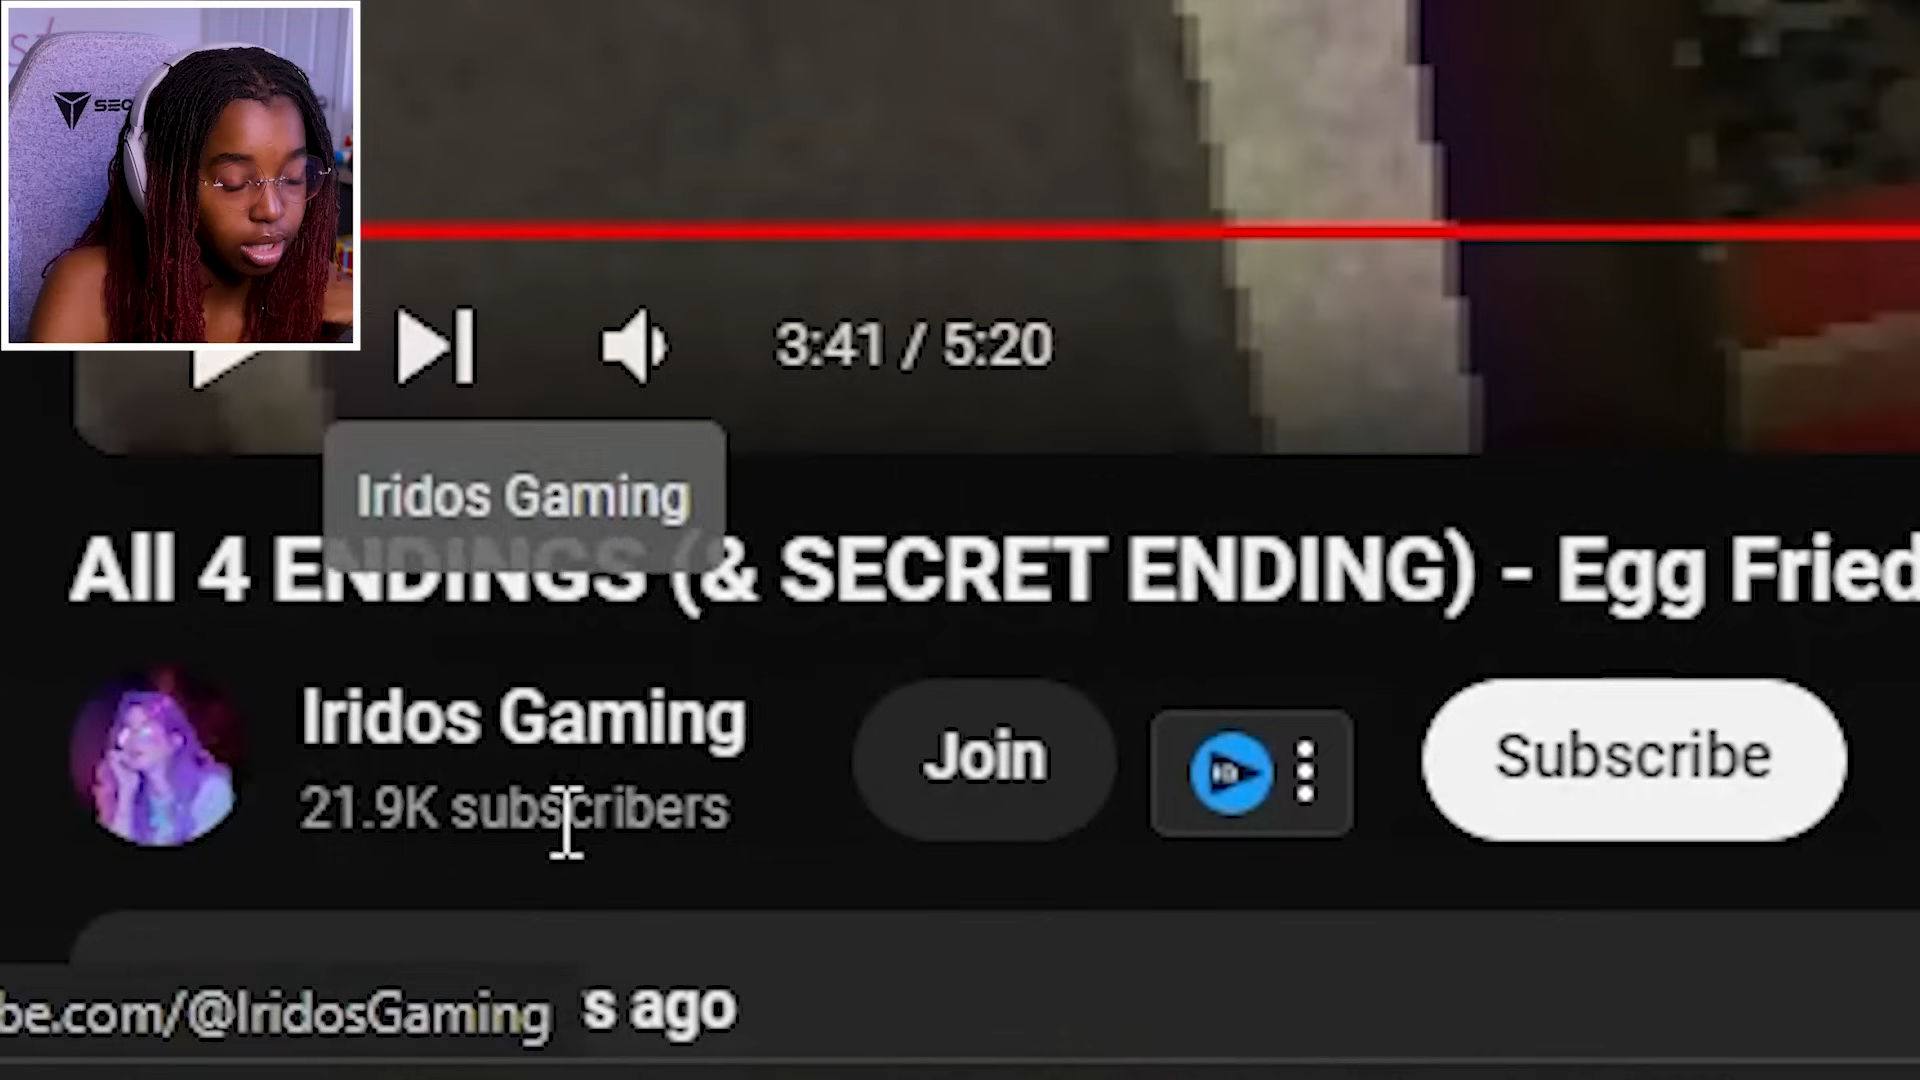 SEC
3:41 / 5:20
Iridos Gaming
All 4 ENDINGS (& SECRET ENDING) - Egg Fried
Iridos Gaming
Join
Subscribe
21.9K subscribers
be.com/@IridosGaming
s ago